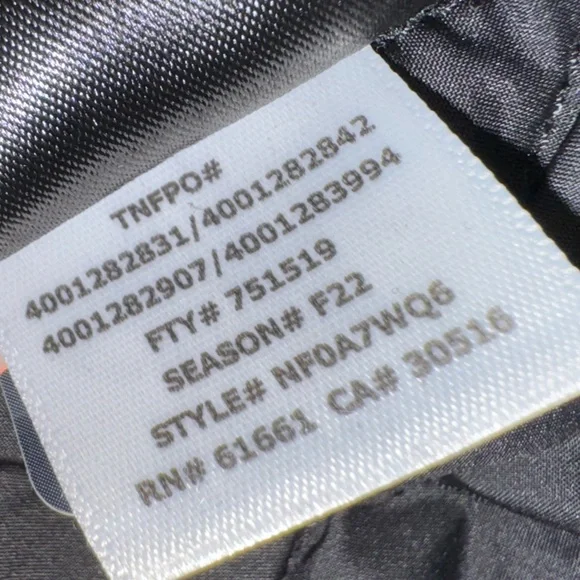 TNFPO#
4001282831/4001282842
4001282907/4001283994
FTY# 751519
SEASON# F22
STYLE# NF0A7WQ6
RN# 61661 CA# 30516